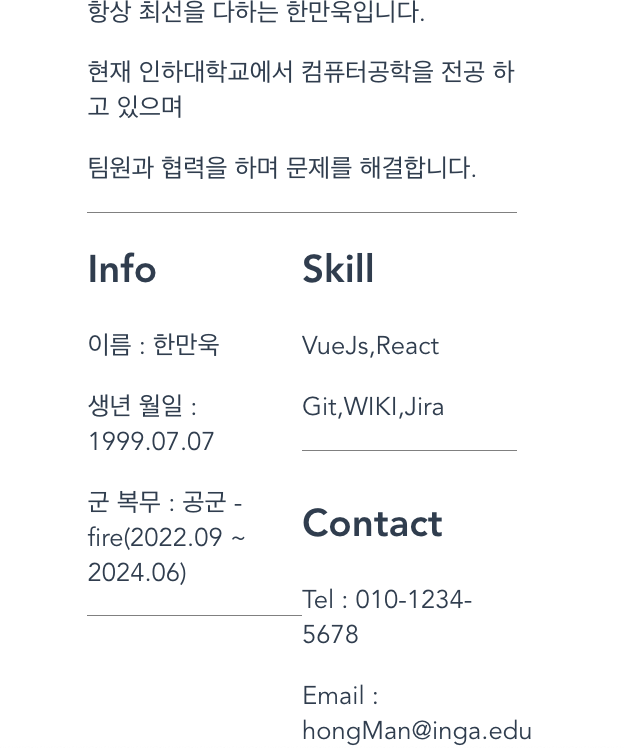 항상 최선을 다하는 한만욱입니다.
현재 인하대학교에서 컴퓨터공학을 전공 하
고 있으며
팀원과 협력을 하며 문제를 해결합니다.
Info
이름 : 한만욱
생년 월일 :
1999.07.07
군 복무 : 공군 -
fire(2022.09 ~
2024.06)
Skill
VueJs,React
Git,WIKI,Jira
Contact
Tel : 010-1234-
5678
Email :
hongMan@inga.edu